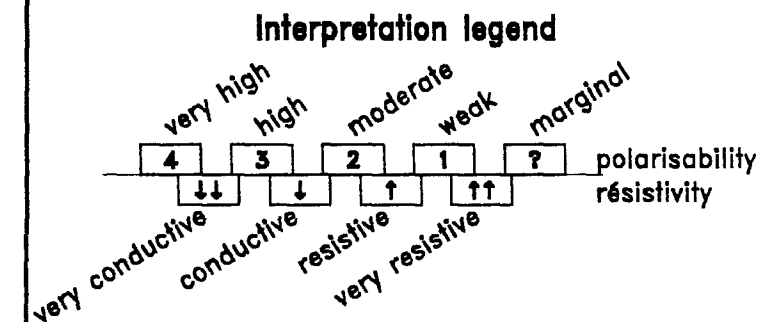 Interpretation legend
very high
high
moderate
weak
marginal
4 3 2 1 ? polarisability
↓↓ ↓ ↑ ↑↑ résistivity
very conductive
conductive
resistive
very resistive